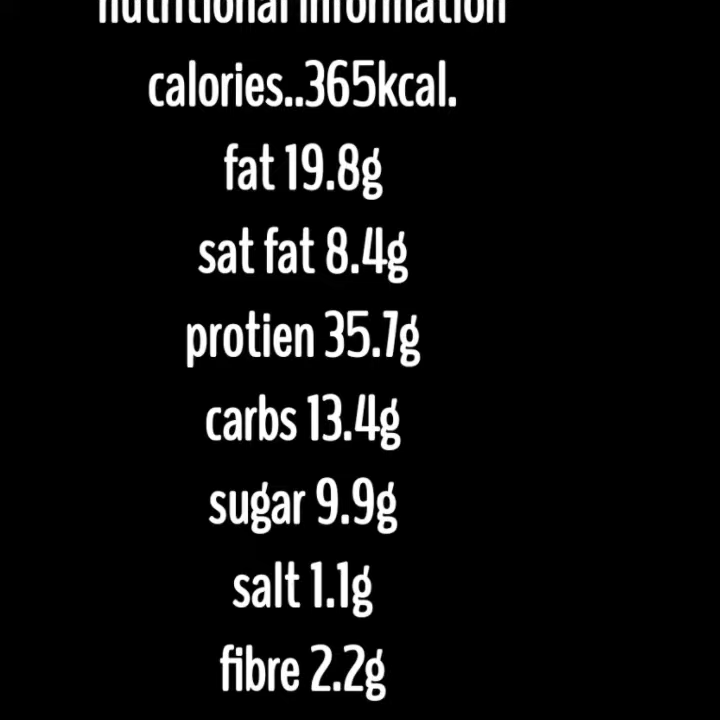 nutritional information
calories..365kcal.
fat 19.8g
sat fat 8.4g
protien 35.7g
carbs 13.4g
sugar 9.9g
salt 1.1g
fibre 2.2g